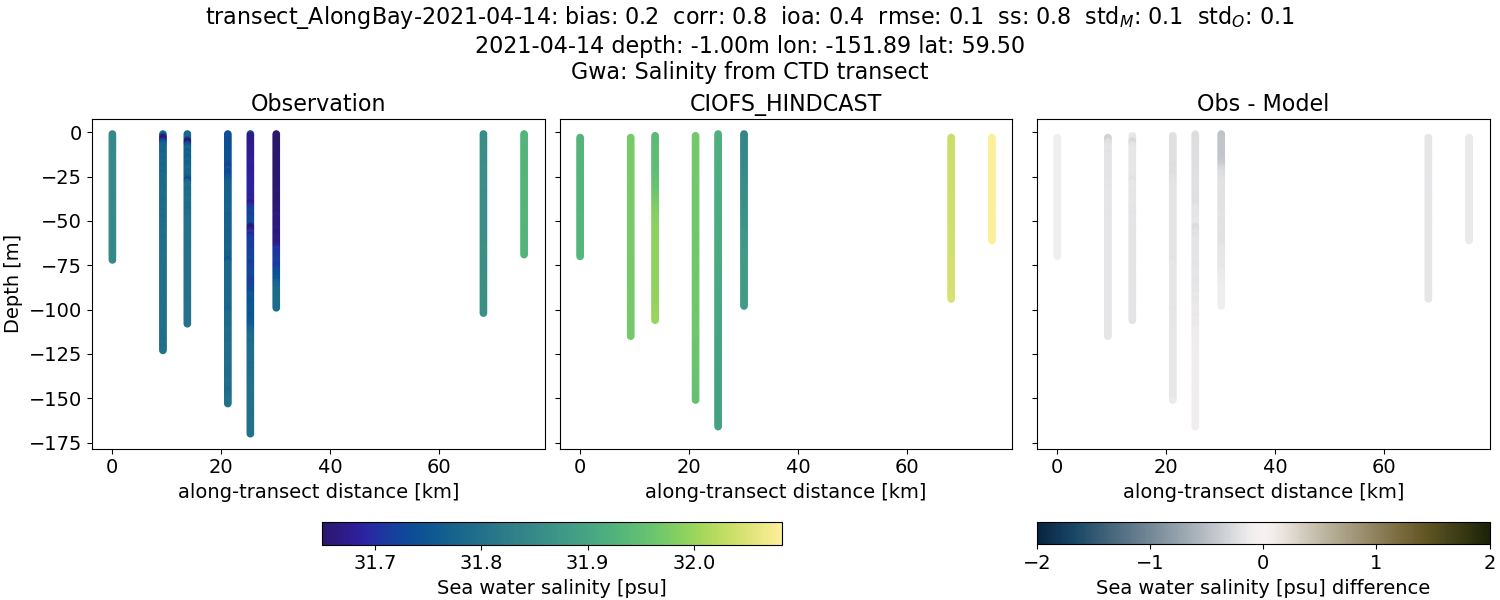 transect_AlongBay-2021-04-14: bias: 0.2 corr: 0.8 ioa: 0.4 rmse: 0.1 ss: 0.8 std_M: 0.1 std_O: 0.1
2021-04-14 depth: -1.00m lon: -151.89 lat: 59.50
Gwa: Salinity from CTD transect
Observation CIOFS_HINDCAST Obs - Model
0
−25
−50
−75
−100
−125
−150
−175
Depth [m]
0 20 40 60 0 20 40 60 0 20 40 60
along-transect distance [km] along-transect distance [km] along-transect distance [km]
31.7 31.8 31.9 32.0 −2 −1 0 1 2
Sea water salinity [psu] Sea water salinity [psu] difference